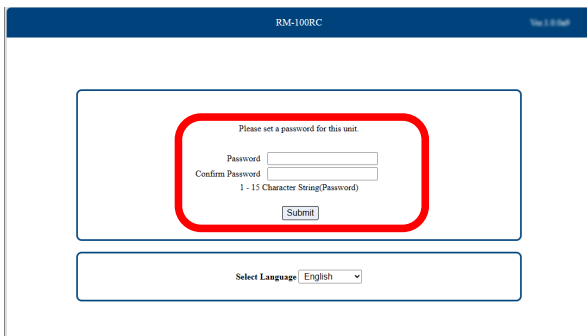 RM-100RC
Please set a password for this unit.
Password
Confirm Password
1 - 15 Character String(Password)
Submit
Select Language English